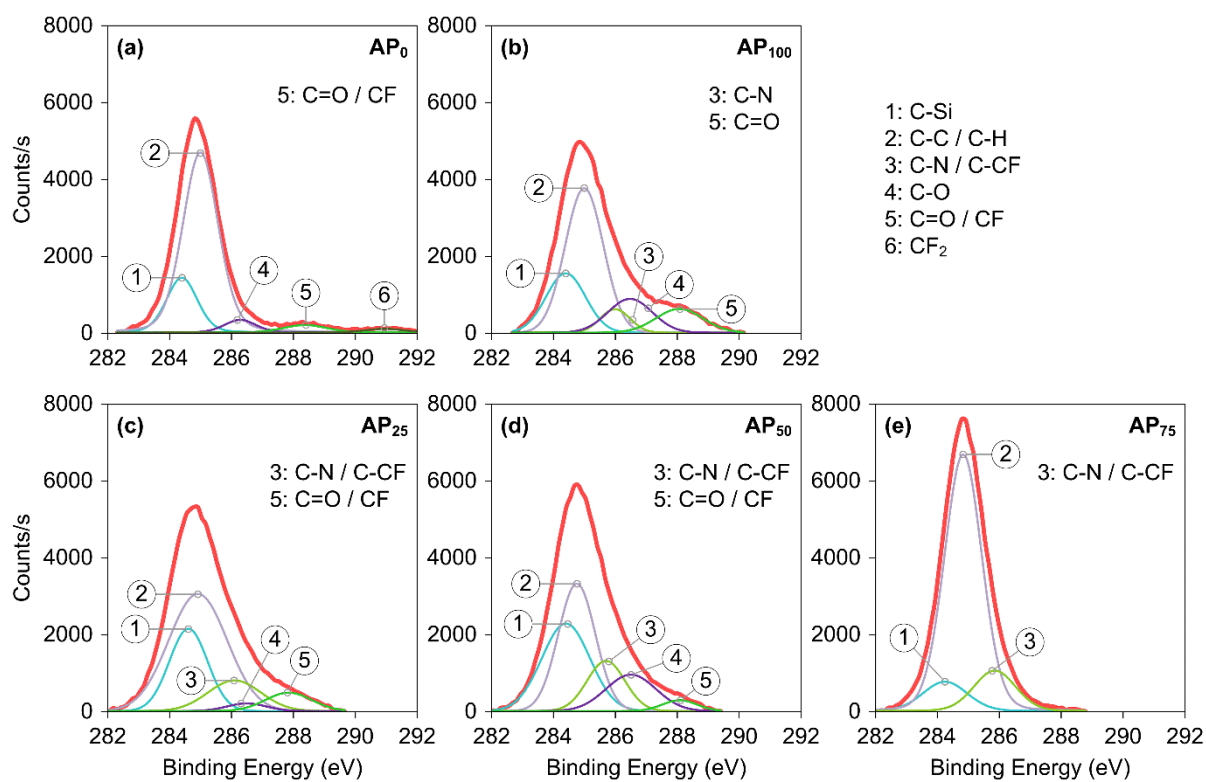 (a) AP0
5: C=O / CF
8000
6000
4000
2000
0
Counts/s
1
2
4
5
6
282 284 286 288 290 292
(b) AP100
3: C-N
5: C=O
8000
6000
4000
2000
0
1
2
3
4
5
282 284 286 288 290 292
1: C-Si
2: C-C / C-H
3: C-N / C-CF
4: C-O
5: C=O / CF
6: CF2
(c) AP25
3: C-N / C-CF
5: C=O / CF
8000
6000
4000
2000
0
Counts/s
2
1
3
4
5
282 284 286 288 290 292
Binding Energy (eV)
(d) AP50
3: C-N / C-CF
5: C=O / CF
8000
6000
4000
2000
0
2
1
3
4
5
282 284 286 288 290 292
Binding Energy (eV)
(e) AP75
3: C-N / C-CF
8000
6000
4000
2000
0
2
1
3
282 284 286 288 290 292
Binding Energy (eV)